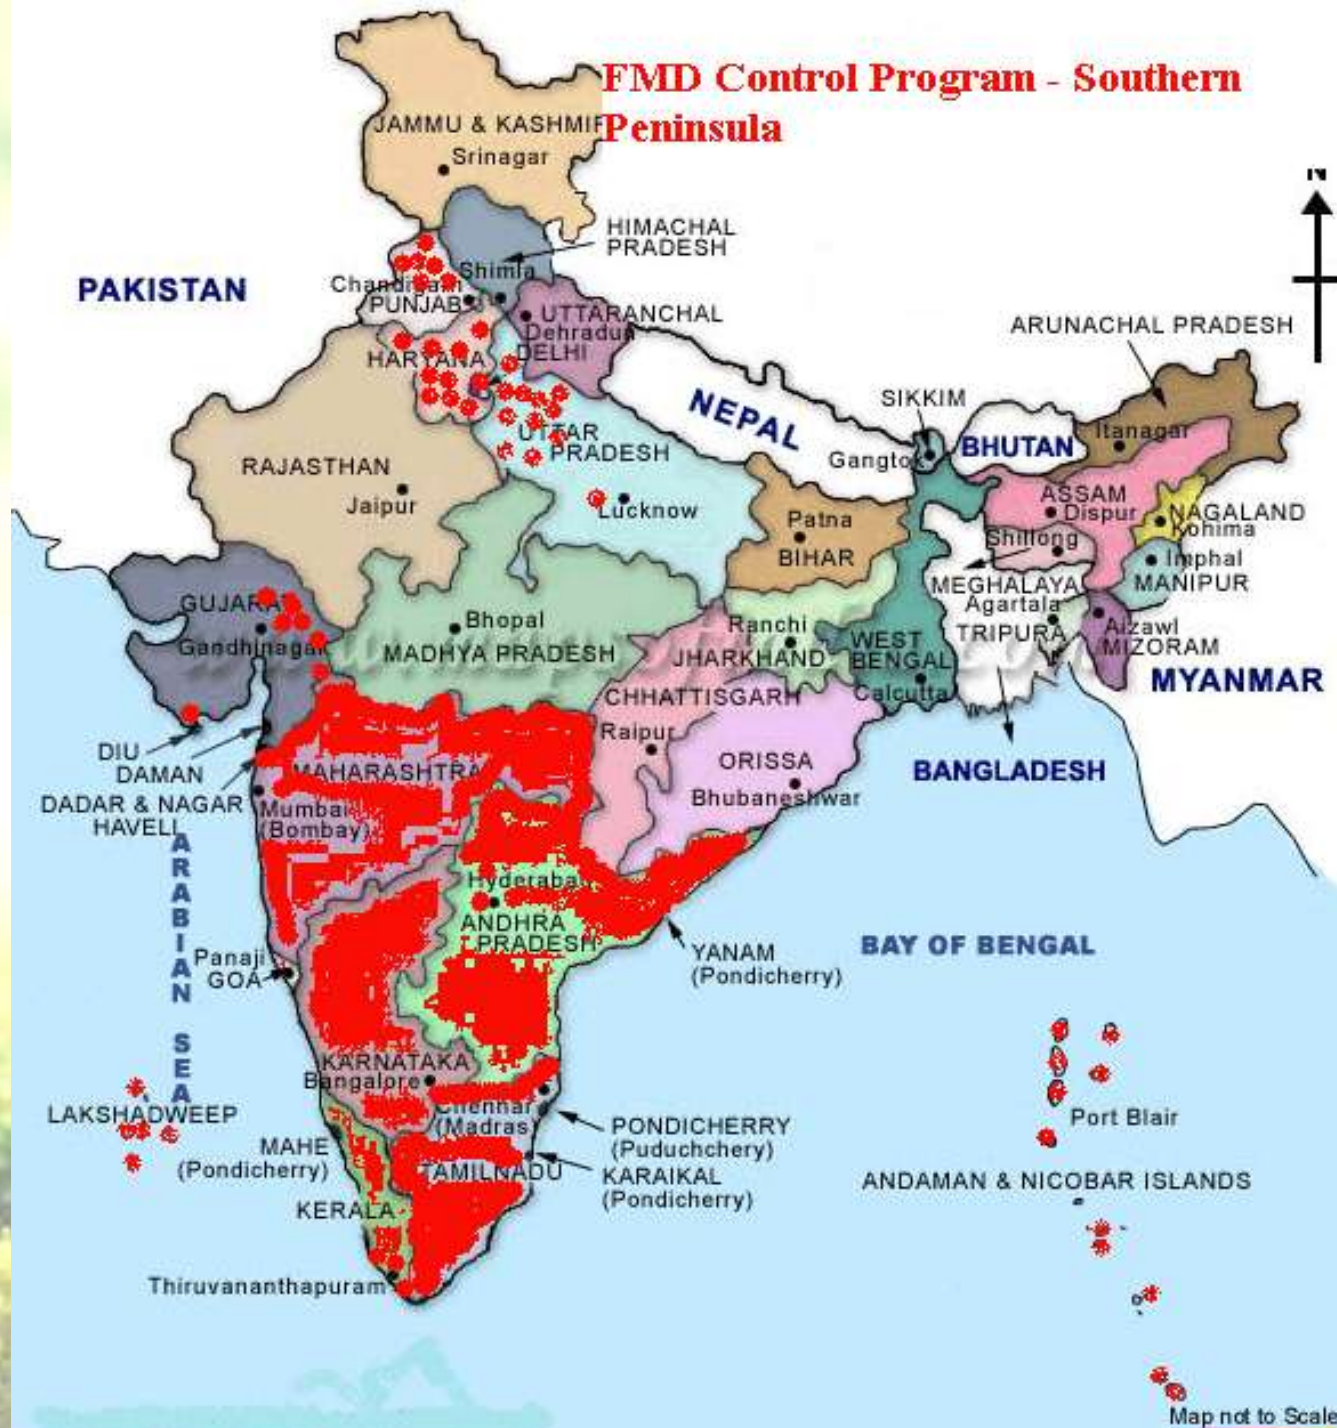 FMD Control Program - Southern
Peninsula
JAMMU & KASHMIR
Srinagar
N
HIMACHAL
PRADESH
PAKISTAN
Shimla
Chandigarh
PUNJAB
UTTARANCHAL
Dehradun
ARUNACHAL PRADESH
HARYANA
DELHI
NEPAL
SIKKIM
BHUTAN
Itanagar
UTTAR
PRADESH
Gangtok
RAJASTHAN
Jaipur
Lucknow
Patna
BIHAR
ASSAM
Dispur
NAGALAND
Kohima
Shillong
Imphal
MEGHALAYA
MANIPUR
GUJARAT
Gandhinagar
Bhopal
MADHYA PRADESH
Ranchi
JHARKHAND
WEST
BENGAL
Calcutta
Agartala
TRIPURA
Aizawl
MIZORAM
MYANMAR
CHHATTISGARH
Raipur
ORISSA
Bhubaneshwar
BANGLADESH
DIU
DAMAN
DADAR & NAGAR
HAVELI
MAHARASHTRA
Mumbai
(Bombay)
ARABIAN SEA
Hyderabad
ANDHRA
PRADESH
YANAM
(Pondicherry)
BAY OF BENGAL
Panaji
GOA
KARNATAKA
Bangalore
Chennai
(Madras)
LAKSHADWEEP
MAHE
(Pondicherry)
PONDICHERRY
(Puduchchery)
TAMILNADU
KARAIKAL
(Pondicherry)
KERALA
Thiruvananthapuram
Port Blair
ANDAMAN & NICOBAR ISLANDS
Map not to Scale